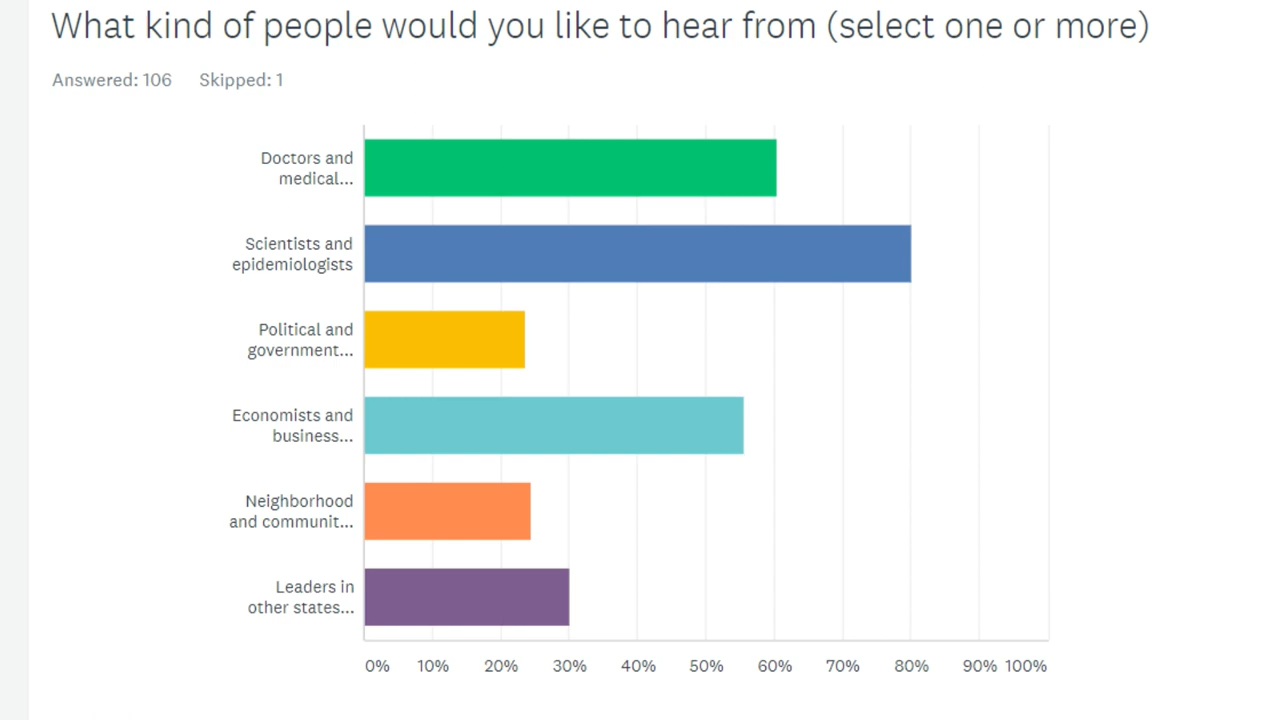 What kind of people would you like to hear from (select one or more)
Answered: 106 Skipped: 1
Doctors and
medical...
Scientists and
epidemiologists
Political and
government...
Economists and
business...
Neighborhood
and communit...
Leaders in
other states...
0% 10% 20% 30% 40% 50% 60% 70% 80% 90% 100%